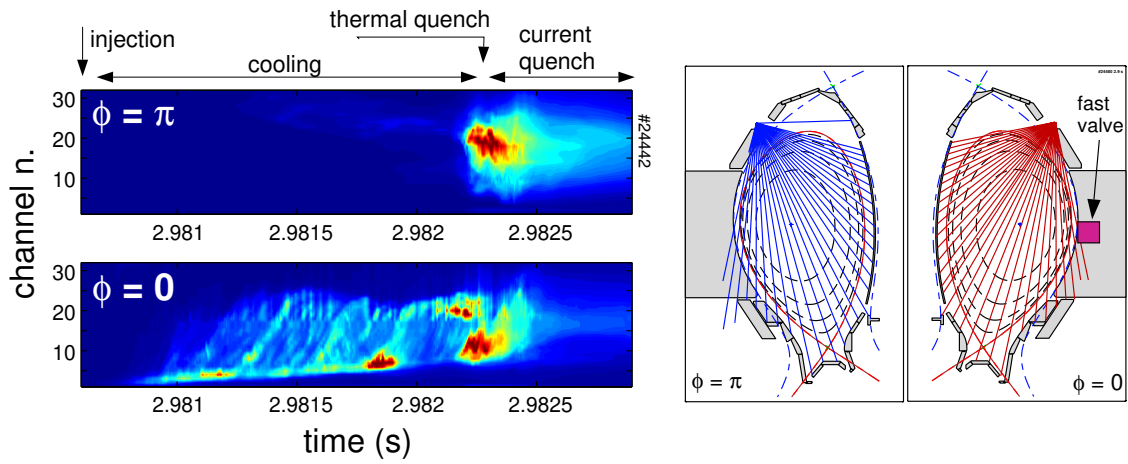 injection
thermal quench
cooling
current
quench
channel n.
30
20
10
ϕ = π
#24442
2.981
2.9815
2.982
2.9825
30
20
10
ϕ = 0
2.981
2.9815
2.982
2.9825
time (s)
ϕ = π
fast
valve
ϕ = 0